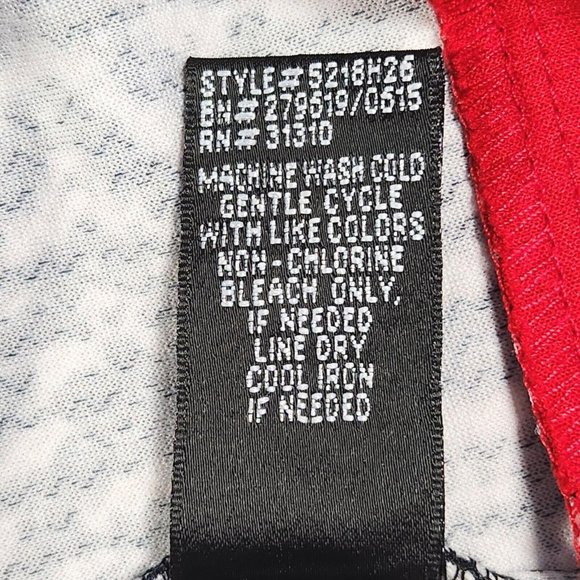 STYLE# 5218H26
BN# 279619/0615
RN# 31310
MACHINE WASH COLD
GENTLE CYCLE
WITH LIKE COLORS
NON-CHLORINE
BLEACH ONLY,
IF NEEDED
LINE DRY
COOL IRON
IF NEEDED